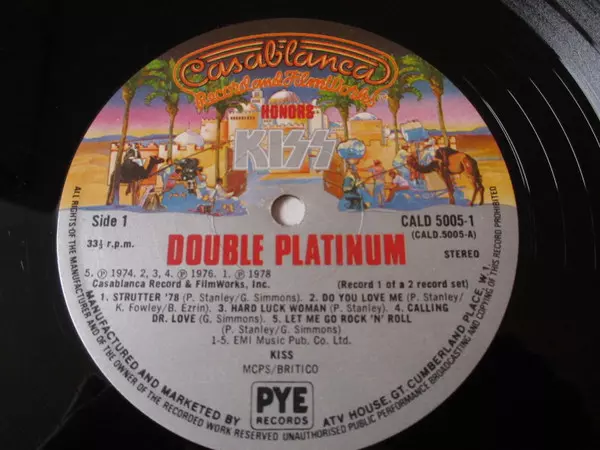 Casablanca
Record and FilmWorks
HONORS
KISS
Side 1
33⅓ r.p.m.
CALD 5005-1
(CALD.5005-A)
STEREO
DOUBLE PLATINUM
5. ℗ 1974. 2, 3, 4. ℗ 1976. 1. ℗ 1978
Casablanca Record & FilmWorks, Inc.
(Record 1 of a 2 record set)
1. STRUTTER '78 (P. Stanley/G. Simmons) 2. DO YOU LOVE ME (P. Stanley/
K. Fowley/B. Ezrin) 3. HARD LUCK WOMAN (P. Stanley) 4. CALLING
DR. LOVE (G. Simmons) 5. LET ME GO ROCK 'N' ROLL
(P. Stanley/G. Simmons)
1-5. EMI Music Pub. Co. Ltd.
KISS
MCPS/BRITICO
PYE
RECORDS
MANUFACTURED AND MARKETED BY
ATV HOUSE, GT. CUMBERLAND PLACE, W.1.
ALL RIGHTS OF THE MANUFACTURER AND OF THE OWNER OF THE RECORDED WORK RESERVED UNAUTHORISED PUBLIC PERFORMANCE BROADCASTING AND COPYING OF THIS RECORD PROHIBITED